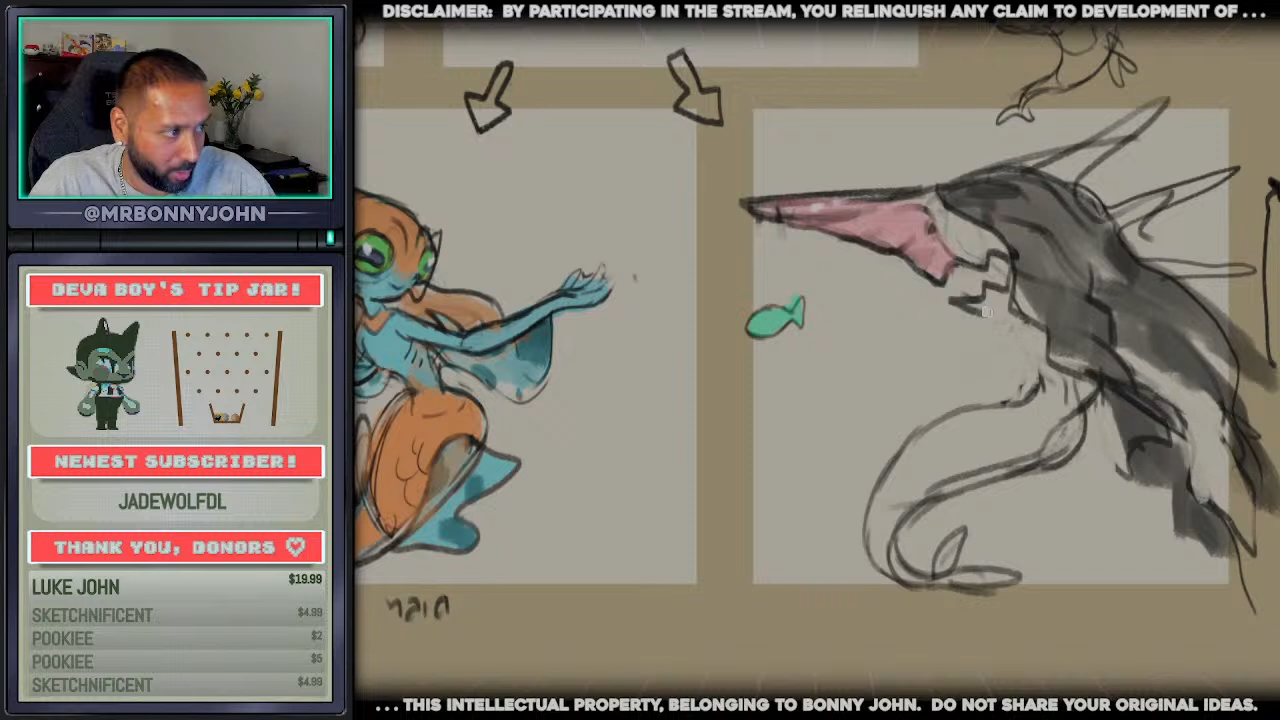 DISCLAIMER: BY PARTICIPATING IN THE STREAM, YOU RELINQUISH ANY CLAIM TO DEVELOPMENT OF . . .
@MRBONNYJOHN
DEVA BOY'S TIP JAR!
NEWEST SUBSCRIBER!
JADEWOLFDL
THANK YOU, DONORS ♡
LUKE JOHN $19.99
SKETCHNIFICENT $4.99
POOKIEE $2
POOKIEE $5
SKETCHNIFICENT $4.99
. . . THIS INTELLECTUAL PROPERTY, BELONGING TO BONNY JOHN. DO NOT SHARE YOUR ORIGINAL IDEAS.